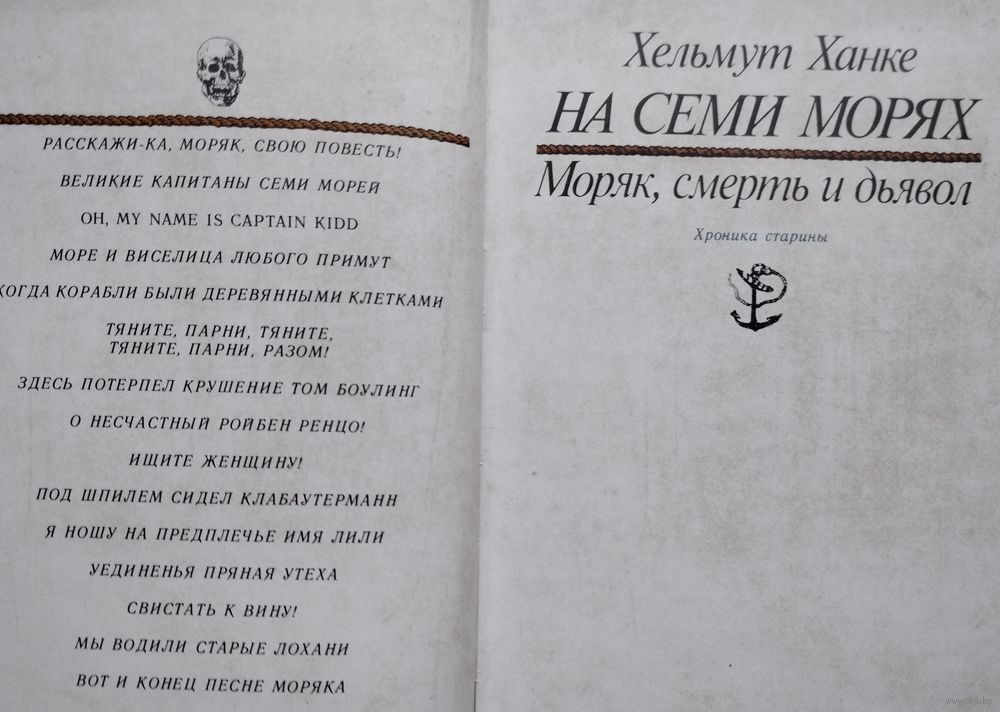 РАССКАЖИ-КА, МОРЯК, СВОЮ ПОВЕСТЬ!
ВЕЛИКИЕ КАПИТАНЫ СЕМИ МОРЕЙ
OH, MY NAME IS CAPTAIN KIDD
МОРЕ И ВИСЕЛИЦА ЛЮБОГО ПРИМУТ
КОГДА КОРАБЛИ БЫЛИ ДЕРЕВЯННЫМИ КЛЕТКАМИ
ТЯНИТЕ, ПАРНИ, ТЯНИТЕ,
ТЯНИТЕ, ПАРНИ, РАЗОМ!
ЗДЕСЬ ПОТЕРПЕЛ КРУШЕНИЕ ТОМ БОУЛИНГ
О НЕСЧАСТНЫЙ РОЙБЕН РЕНЦО!
ИЩИТЕ ЖЕНЩИНУ!
ПОД ШПИЛЕМ СИДЕЛ КЛАБАУТЕРМАНН
Я НОШУ НА ПРЕДПЛЕЧЬЕ ИМЯ ЛИЛИ
УЕДИНЕНЬЯ ПРЯНАЯ УТЕХА
СВИСТАТЬ К ВИНУ!
МЫ ВОДИЛИ СТАРЫЕ ЛОХАНИ
ВОТ И КОНЕЦ ПЕСНЕ МОРЯКА
Хельмут Ханке
НА СЕМИ МОРЯХ
Моряк, смерть и дьявол
Хроника старины